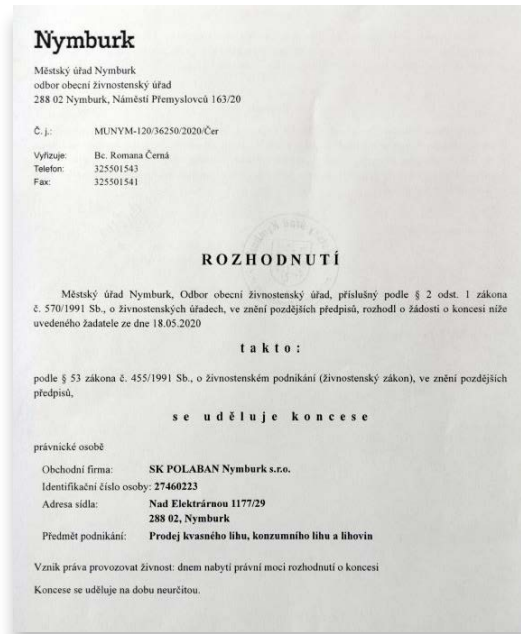 Nymburk
Městský úřad Nymburk
odbor obecní živnostenský úřad
288 02 Nymburk, Náměstí Přemyslovců 163/20
Č. j.: MUNYM-120/36250/2020/Čer
Vyřizuje: Bc. Romana Černá
Telefon: 325501543
Fax: 325501541
ROZHODNUTÍ
Městský úřad Nymburk, Odbor obecní živnostenský úřad, příslušný podle § 2 odst. 1 zákona
č. 570/1991 Sb., o živnostenských úřadech, ve znění pozdějších předpisů, rozhodl o žádosti o koncesi níže
uvedeného žadatele ze dne 18.05.2020
takto:
podle § 53 zákona č. 455/1991 Sb., o živnostenském podnikání (živnostenský zákon), ve znění pozdějších
předpisů,
se uděluje koncese
právnické osobě
Obchodní firma: SK POLABAN Nymburk s.r.o.
Identifikační číslo osoby: 27460223
Adresa sídla: Nad Elektrárnou 1177/29
288 02, Nymburk
Předmět podnikání: Prodej kvasného lihu, konzumního lihu a lihovin
Vznik práva provozovat živnost: dnem nabytí právní moci rozhodnutí o koncesi
Koncese se uděluje na dobu neurčitou.